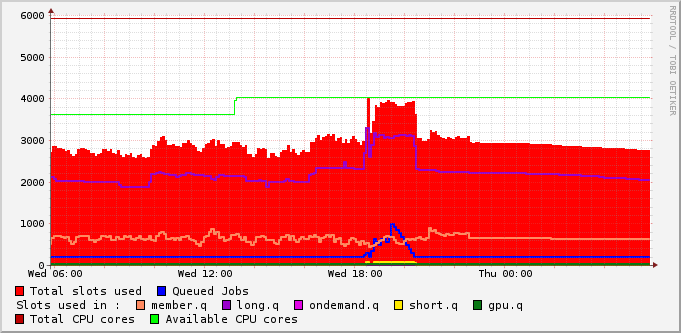 RRDTOOL / TOBI OETIKER
6000
5000
4000
3000
2000
1000
0
Wed 06:00 Wed 12:00 Wed 18:00 Thu 00:00
Total slots used Queued Jobs
Slots used in : member.q long.q ondemand.q short.q gpu.q
Total CPU cores Available CPU cores